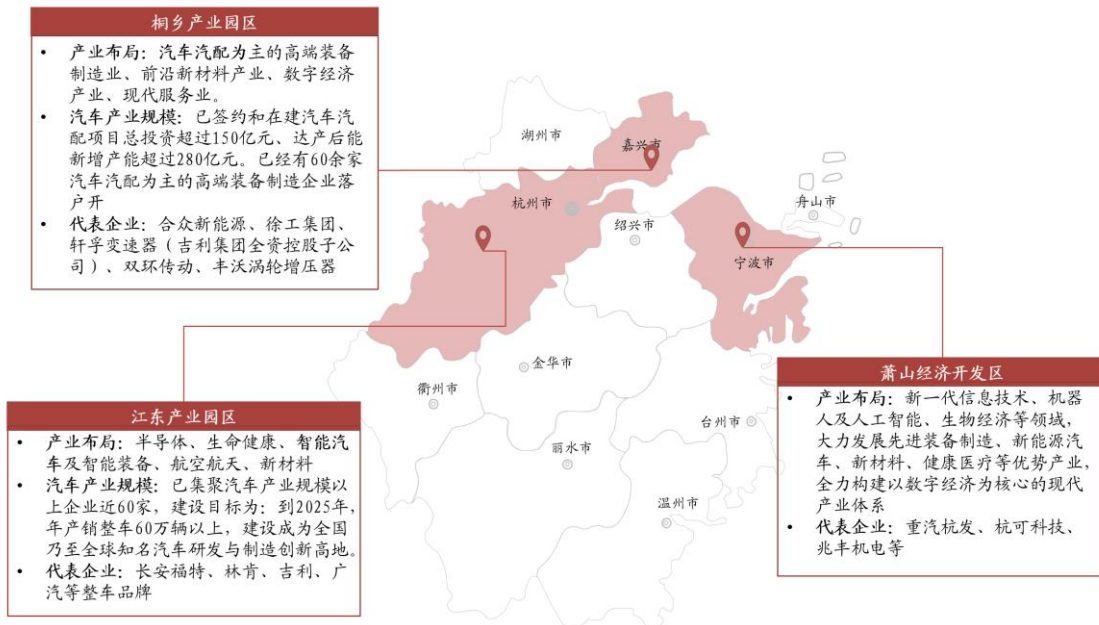 桐乡产业园区
• 产业布局：汽车汽配为主的高端装备
制造业、前沿新材料产业、数字经济
产业、现代服务业。
• 汽车产业规模：已签约和在建汽车汽
配项目总投资超过150亿元、达产后能
新增产能超过280亿元。已经有60余家
汽车汽配为主的高端装备制造企业落
户开
• 代表企业：合众新能源、徐工集团、
轩孚变速器（吉利集团全资控股子公
司）、双环传动、丰沃涡轮增压器
湖州市
嘉兴市
杭州市
绍兴市
舟山市
宁波市
金华市
衢州市
台州市
丽水市
温州市
江东产业园区
• 产业布局：半导体、生命健康、智能汽
车及智能装备、航空航天、新材料
• 汽车产业规模：已集聚汽车产业规模以
上企业近60家，建设目标为：到2025年，
年产销整车60万辆以上，建设成为全国
乃至全球知名汽车研发与制造创新高地。
• 代表企业：长安福特、林肯、吉利、广
汽等整车品牌
萧山经济开发区
• 产业布局：新一代信息技术、机器
人及人工智能、生物经济等领域，
大力发展先进装备制造、新能源汽
车、新材料、健康医疗等优势产业，
全力构建以数字经济为核心的现代
产业体系
• 代表企业：重汽杭发、杭可科技、
兆丰机电等